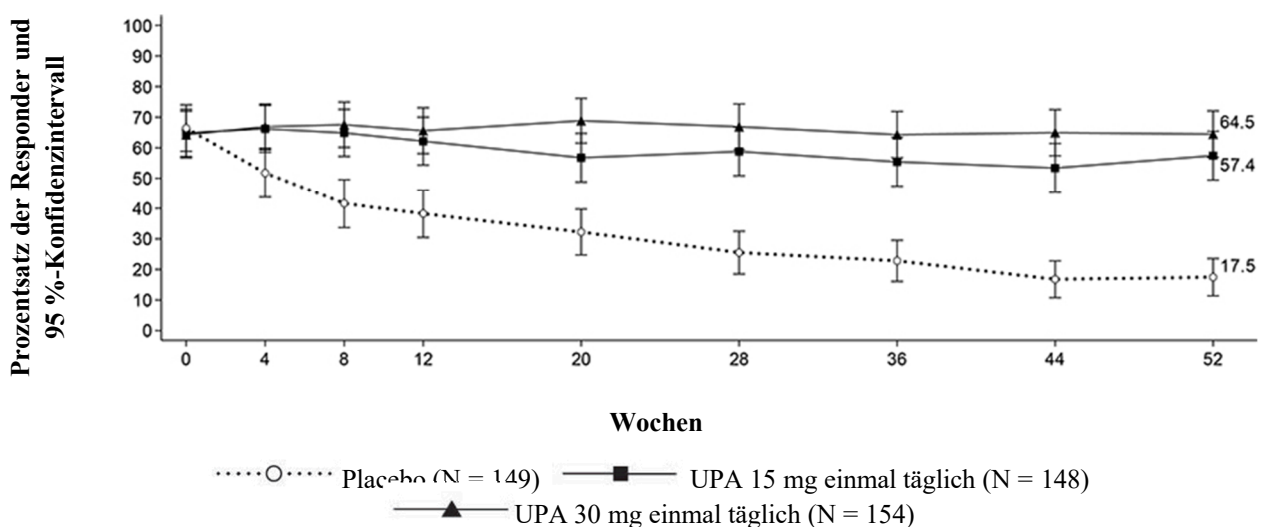 Prozentsatz der Responder und
95 %-Konfidenzintervall
100
90
80
70
60
50
40
30
20
10
0
64.5
57.4
17.5
0 4 8 12 20 28 36 44 52
Wochen
Placebo (N = 149) UPA 15 mg einmal täglich (N = 148)
UPA 30 mg einmal täglich (N = 154)